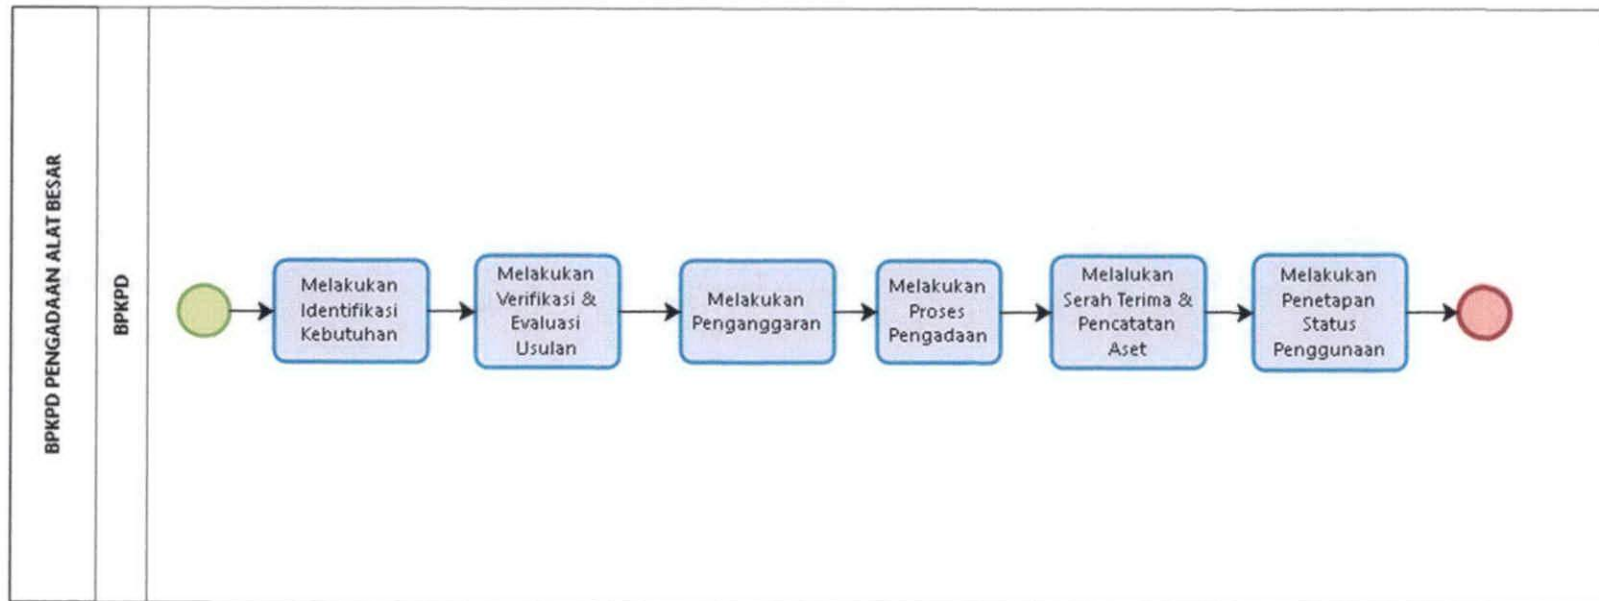 BPKPD PENGADAAN ALAT BESAR
BPKPD
Melakukan
Identifikasi
Kebutuhan
Melakukan
Verifikasi &
Evaluasi
Usulan
Melakukan
Penganggaran
Melakukan
Proses
Pengadaan
Melalukan
Serah Terima &
Pencatatan
Aset
Melakukan
Penetapan
Status
Penggunaan